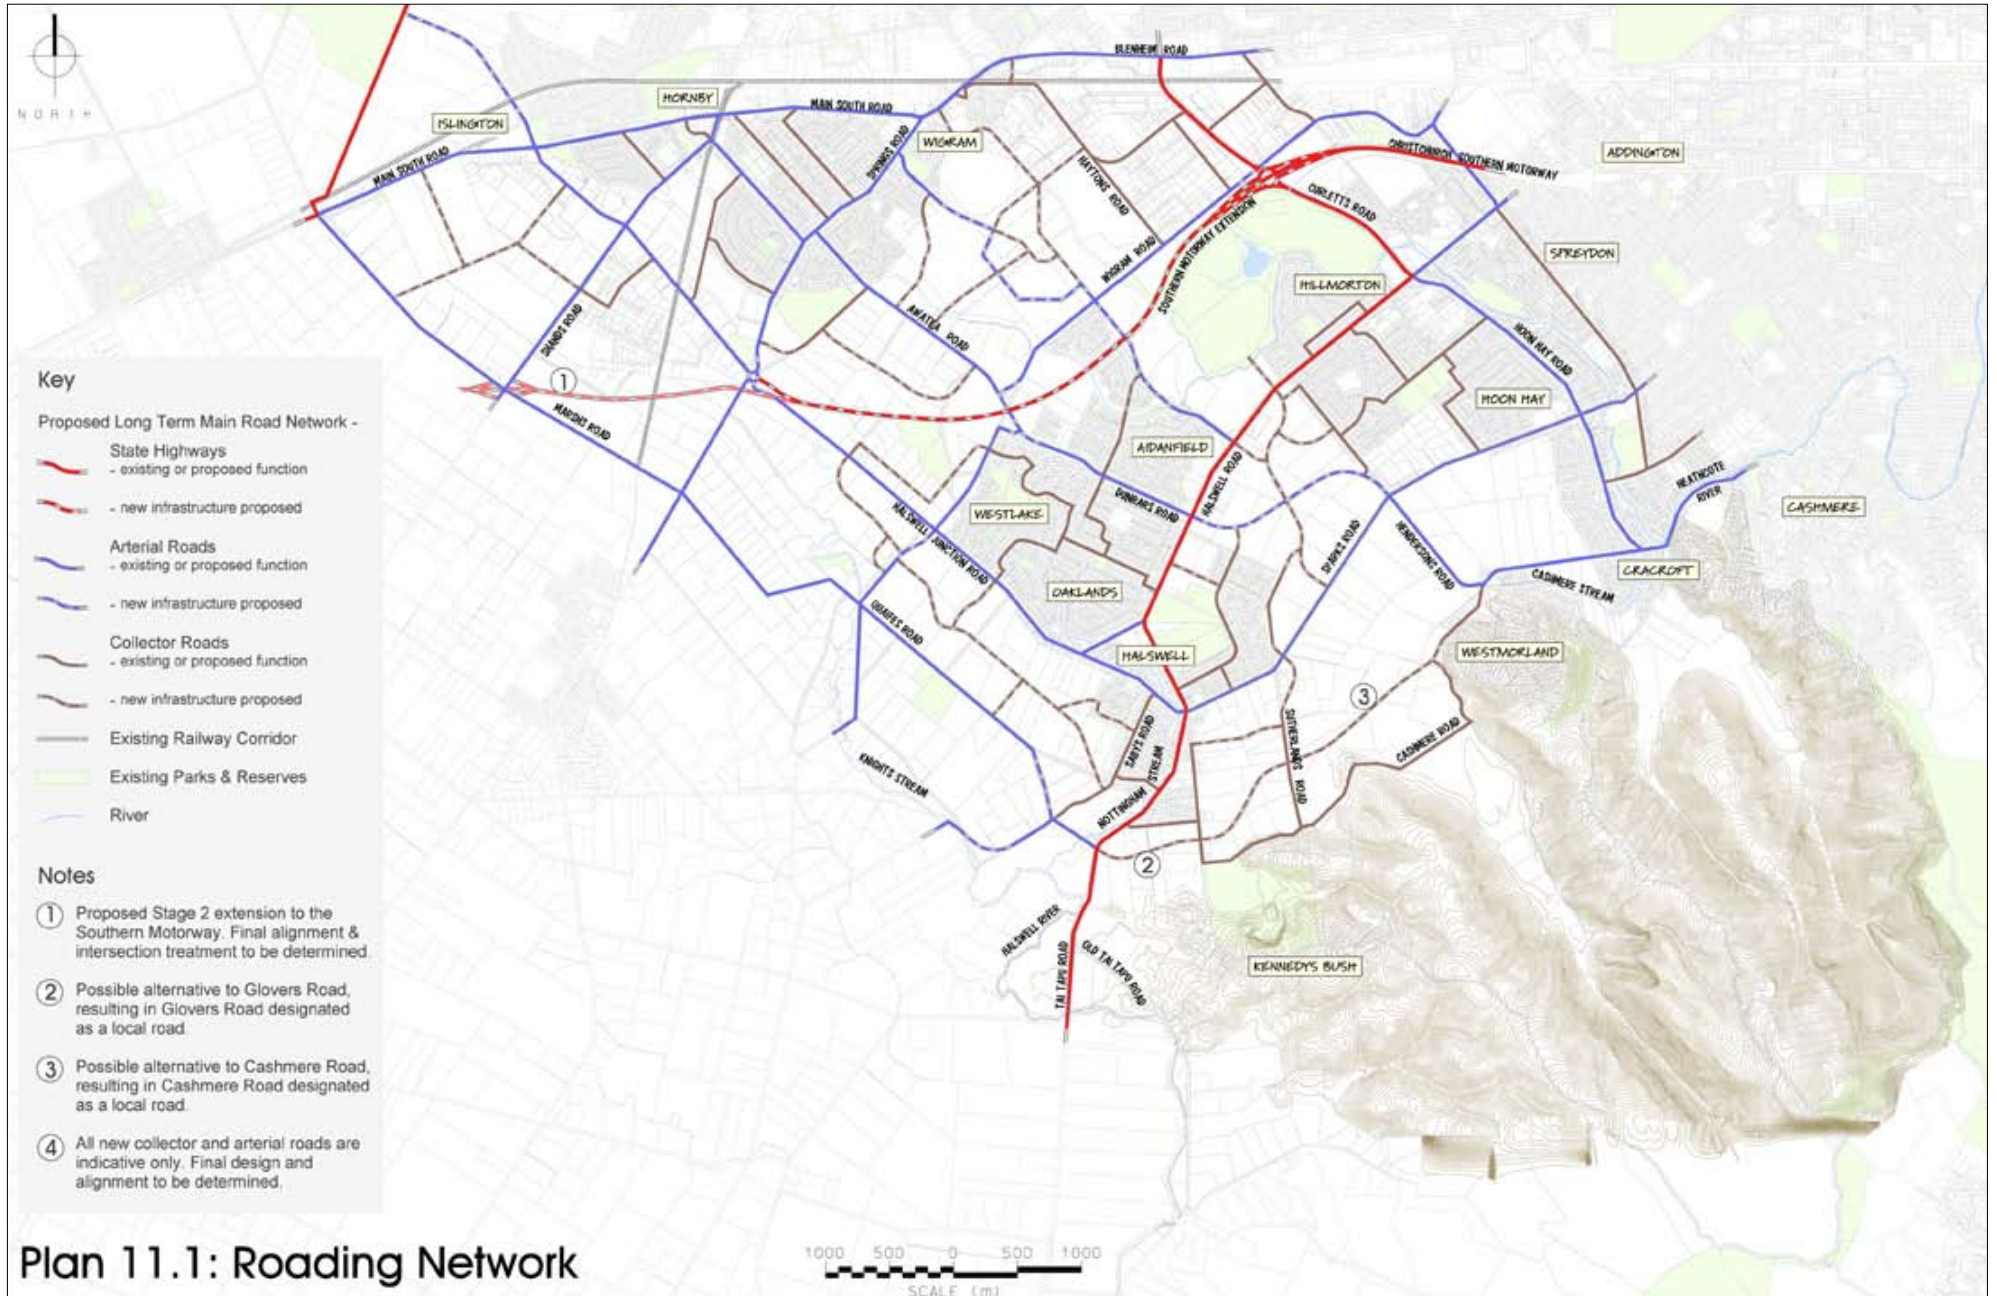 NORTH
BLENHEIM ROAD
HORNBY
ISLINGTON
MAIN SOUTH ROAD
MAIN SOUTH ROAD
SPRINGS ROAD
WIGRAM
HAYTONS ROAD
CHRISTCHURCH SOUTHERN MOTORWAY
ADDINGTON
CURLETTS ROAD
SOUTHERN MOTORWAY EXTENSION
WIGRAM ROAD
SPREYDON
HILLMORTON
HOON HAY ROAD
SHANDS ROAD
AWATEA ROAD
1
MARSHS ROAD
HOON HAY
AIDANFIELD
HALSWELL ROAD
DUNBARS ROAD
WESTLAKE
HALSWELL JUNCTION ROAD
HEATHCOTE
RIVER
CASHMERE
SPARKS ROAD
HENDERSONS ROAD
CRACROFT
CASHMERE STREAM
OAKLANDS
QUAIFES ROAD
HALSWELL
WESTMORLAND
3
SUTHERLANDS ROAD
CASHMERE ROAD
SABYS ROAD
NOTTINGHAM
STREAM
KNIGHTS STREAM
2
HALSWELL RIVER
TAI TAPU ROAD
OLD TAI TAPU ROAD
KENNEDYS BUSH
Key
Proposed Long Term Main Road Network -
State Highways
- existing or proposed function
- new infrastructure proposed
Arterial Roads
- existing or proposed function
- new infrastructure proposed
Collector Roads
- existing or proposed function
- new infrastructure proposed
Existing Railway Corridor
Existing Parks & Reserves
River
Notes
1 Proposed Stage 2 extension to the
Southern Motorway. Final alignment &
intersection treatment to be determined.
2 Possible alternative to Glovers Road,
resulting in Glovers Road designated
as a local road.
3 Possible alternative to Cashmere Road,
resulting in Cashmere Road designated
as a local road.
4 All new collector and arterial roads are
indicative only. Final design and
alignment to be determined.
Plan 11.1: Roading Network
1000 500 0 500 1000
SCALE (m)